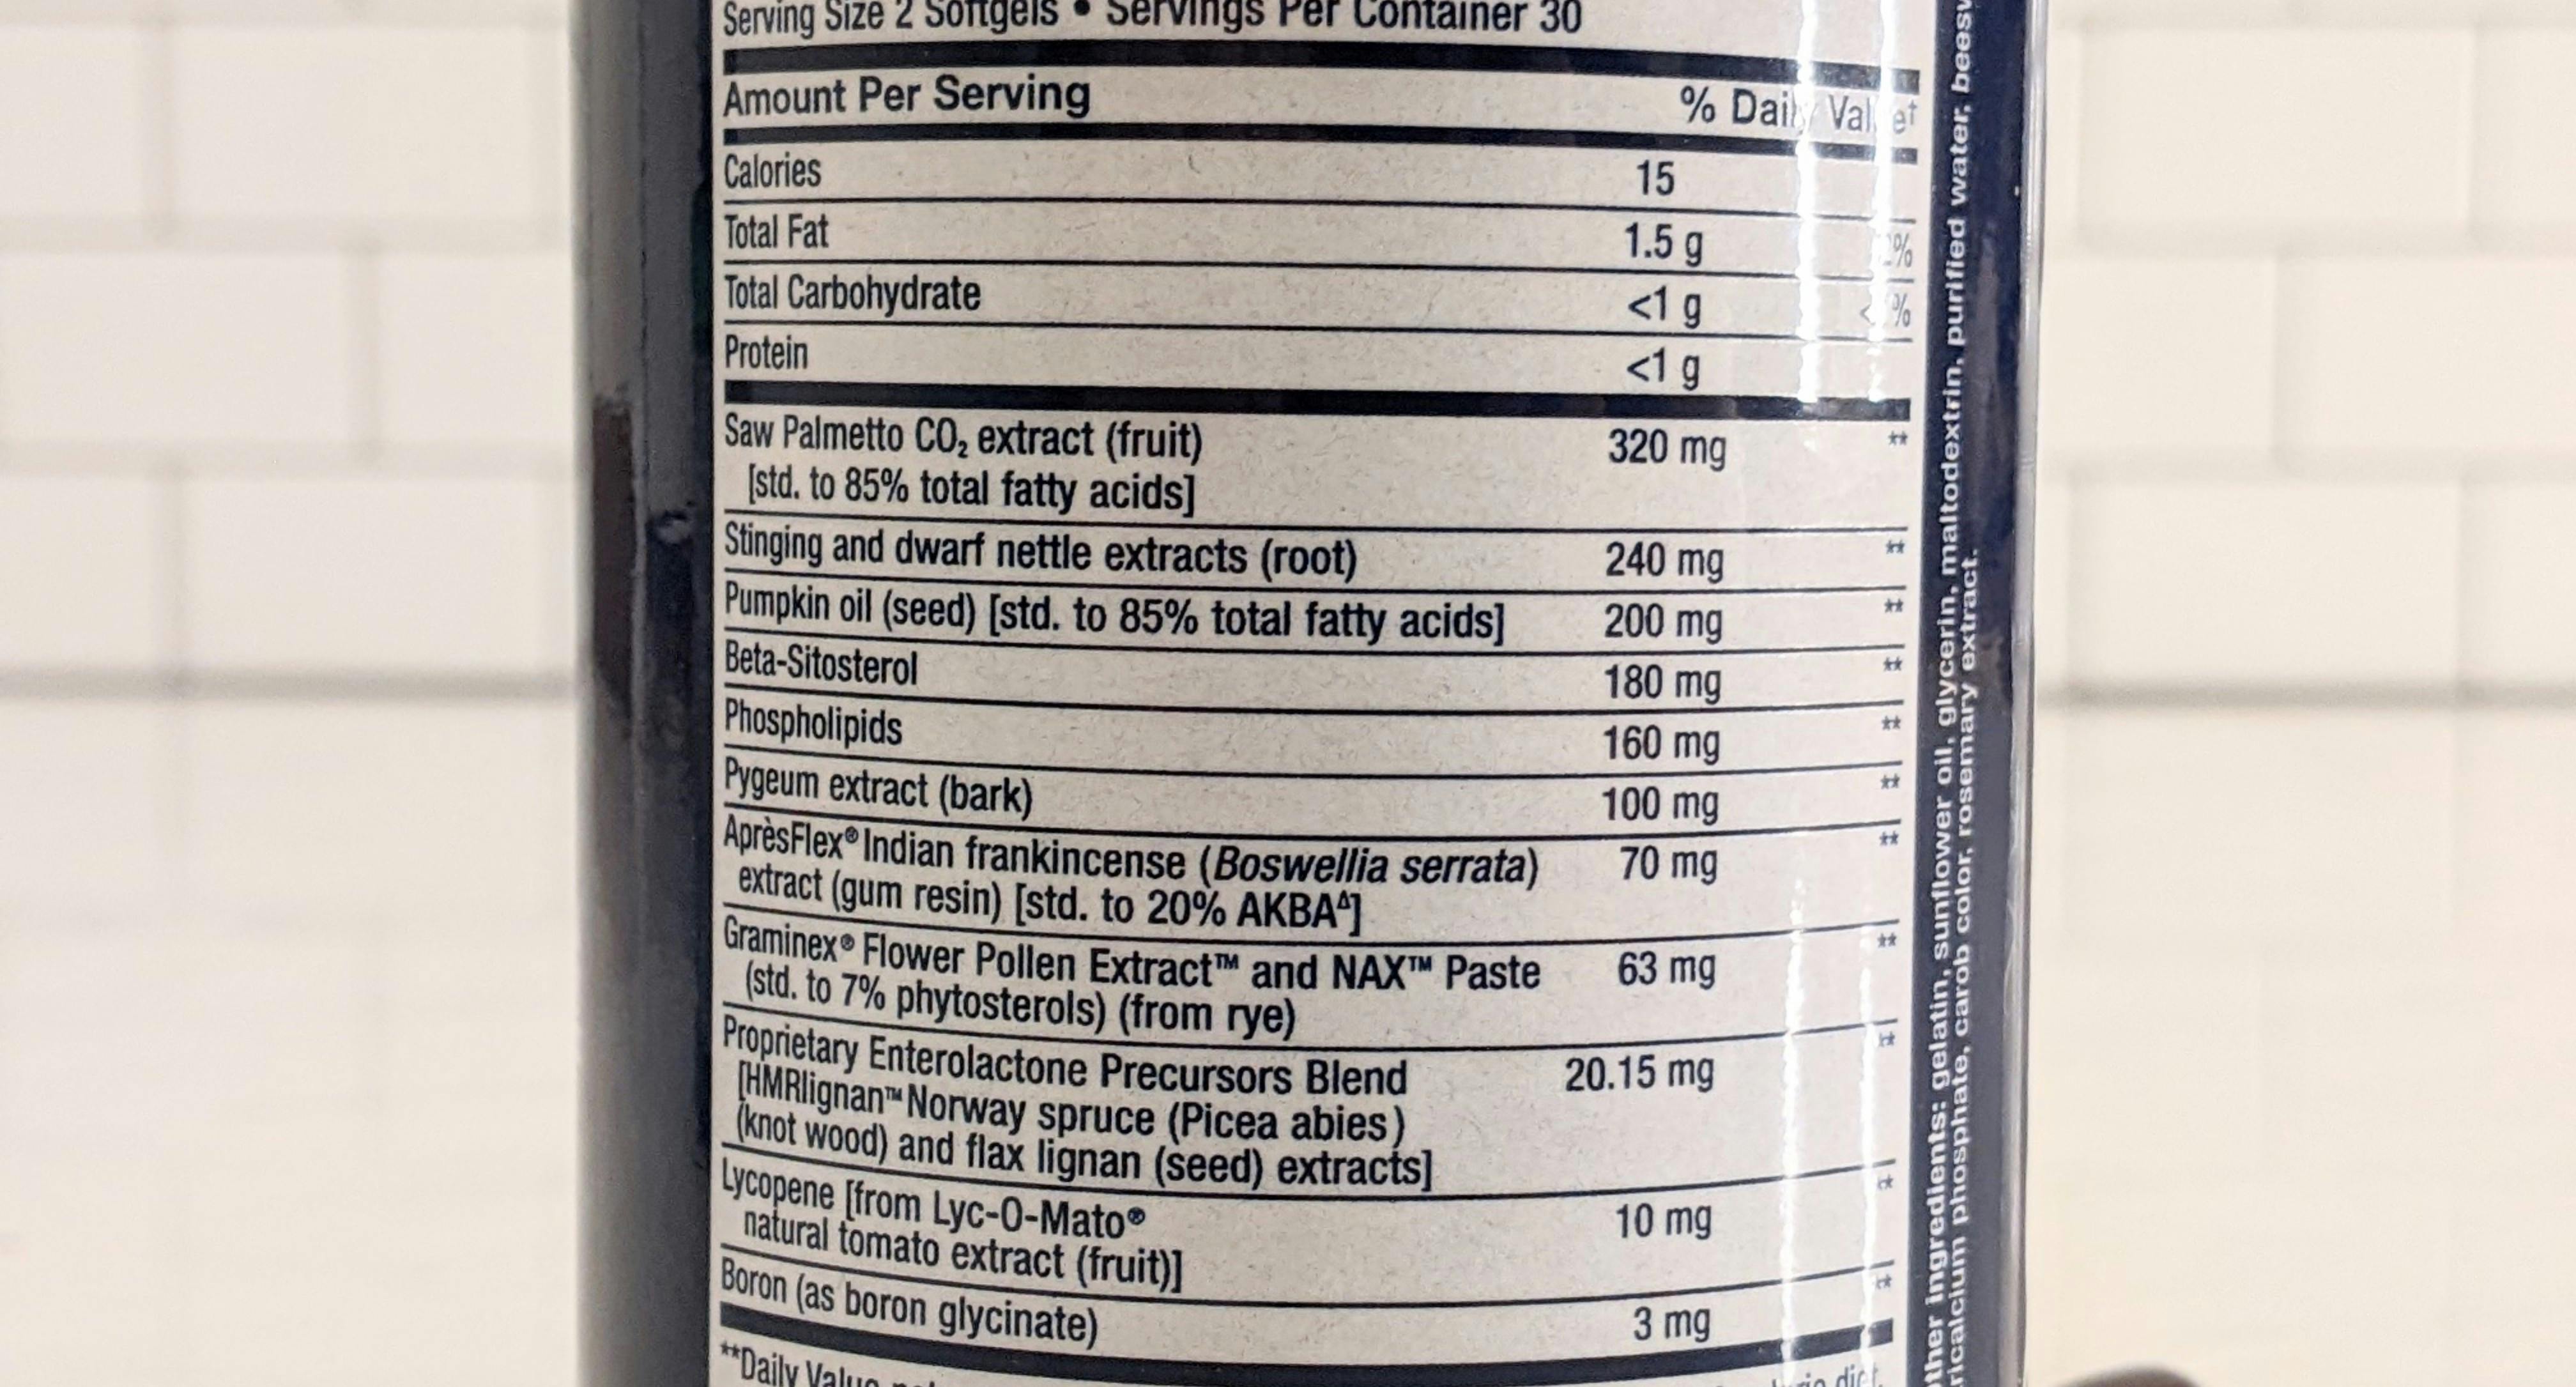 Serving Size 2 Softgels • Servings Per Container 30
Amount Per Serving % Daily Value†
Calories 15
Total Fat 1.5 g %
Total Carbohydrate <1 g < %
Protein <1 g
Saw Palmetto CO₂ extract (fruit) 320 mg **
[std. to 85% total fatty acids]
Stinging and dwarf nettle extracts (root) 240 mg **
Pumpkin oil (seed) [std. to 85% total fatty acids] 200 mg **
Beta-Sitosterol 180 mg **
Phospholipids 160 mg **
Pygeum extract (bark) 100 mg **
AprèsFlex® Indian frankincense (Boswellia serrata) 70 mg **
extract (gum resin) [std. to 20% AKBA∆]
Graminex® Flower Pollen Extract™ and NAX™ Paste 63 mg **
(std. to 7% phytosterols) (from rye)
Proprietary Enterolactone Precursors Blend 20.15 mg **
[HMRlignan™ Norway spruce (Picea abies)
(knot wood) and flax lignan (seed) extracts]
Lycopene [from Lyc-O-Mato® 10 mg **
natural tomato extract (fruit)]
Boron (as boron glycinate) 3 mg **
**Daily Value diet.
ingredients: gelatin, sunflower oil, glycerin, maltodextrin, purified water,
phosphate, carob color, rosemary extract.